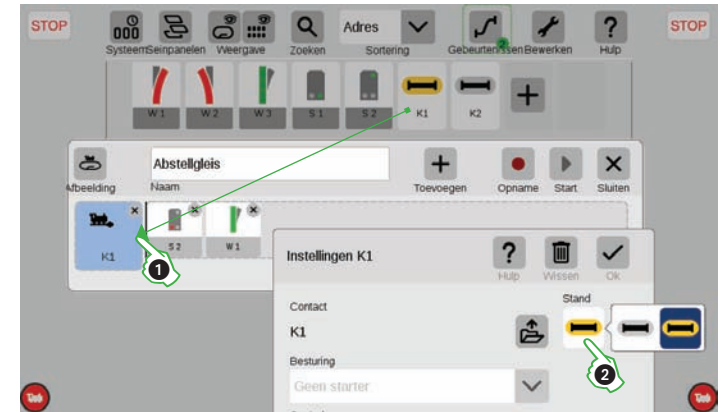 STOP
Adres
STOP
Systeem Seinpanelen Weergave Zoeken Sortering Gebeurtenissen Bewerken Hulp
W 1 W 2 W 3 S 1 S 2 K1 K2
Abstellgleis
Afbeelding Naam Toevoegen Opname Start Sluiten
K1 S 2 W 1
1
Instellingen K1
Hulp Wissen Ok
Contact Stand
K1
Besturing
2
Geen starter